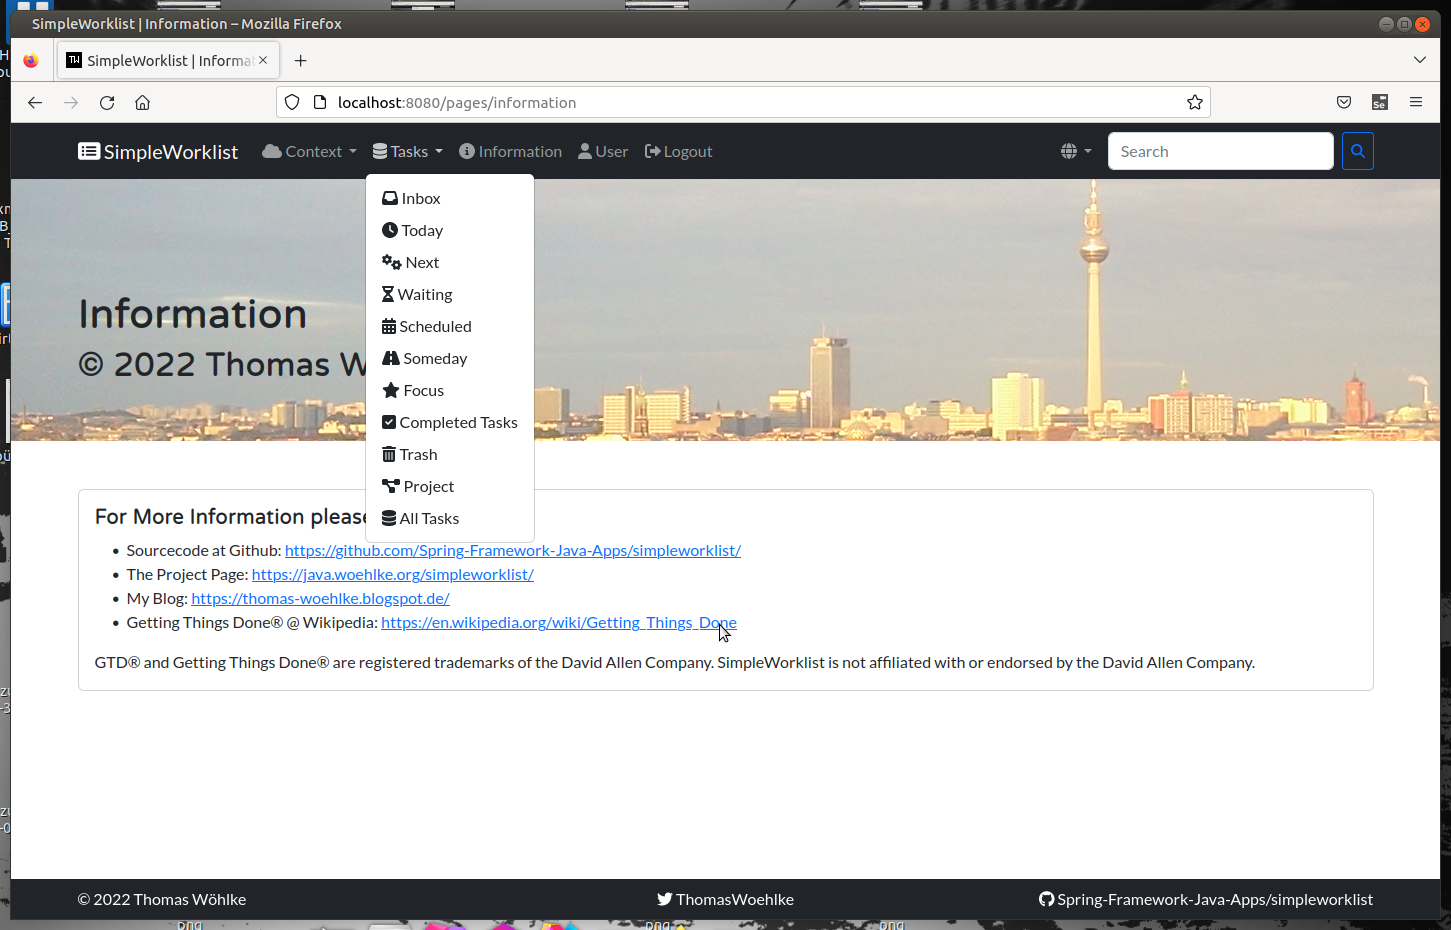 SimpleWorklist | Information – Mozilla Firefox
SimpleWorklist | Informa
localhost:8080/pages/information
SimpleWorklist Context Tasks Information User Logout Search
Inbox
Today
Next
Waiting
Scheduled
Someday
Focus
Completed Tasks
Trash
Project
All Tasks
Information
© 2022 Thomas W
For More Information please
Sourcecode at Github: https://github.com/Spring-Framework-Java-Apps/simpleworklist/
The Project Page: https://java.woehlke.org/simpleworklist/
My Blog: https://thomas-woehlke.blogspot.de/
Getting Things Done® @ Wikipedia: https://en.wikipedia.org/wiki/Getting_Things_Done
GTD® and Getting Things Done® are registered trademarks of the David Allen Company. SimpleWorklist is not affiliated with or endorsed by the David Allen Company.
© 2022 Thomas Wöhlke ThomasWoehlke Spring-Framework-Java-Apps/simpleworklist
png png png